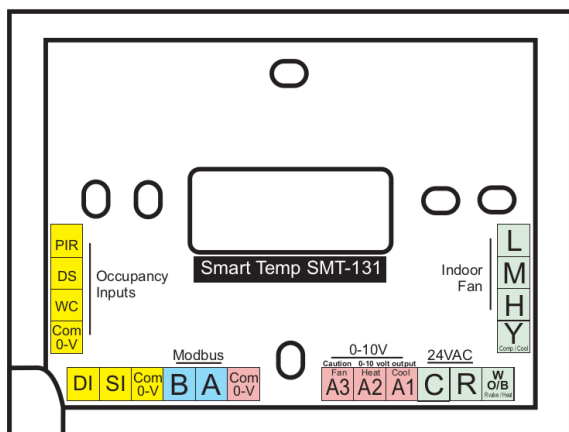 Smart Temp SMT-131
PIR
DS
WC
Com
0-V
Occupancy
Inputs
Indoor
Fan
L
M
H
Y
Comp / Cool
Modbus
0-10V
Caution 0-10 volt output
24VAC
DI
SI
Com
0-V
B
A
Com
0-V
Fan
A3
Heat
A2
Cool
A1
C
R
W
O/B
Rvalve / Heat